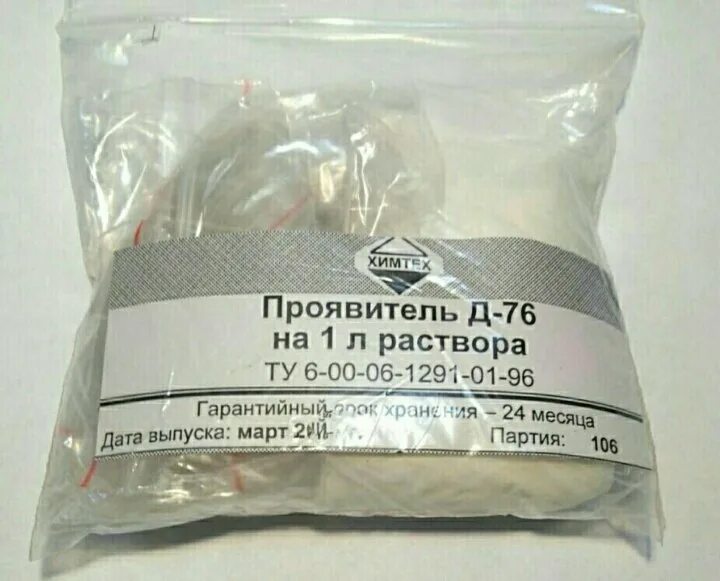 ХИМТЕХ
Проявитель Д-76
на 1 л раствора
ТУ 6-00-06-1291-01-96
Гарантийный срок хранения – 24 месяца
Дата выпуска: март
Партия: 106